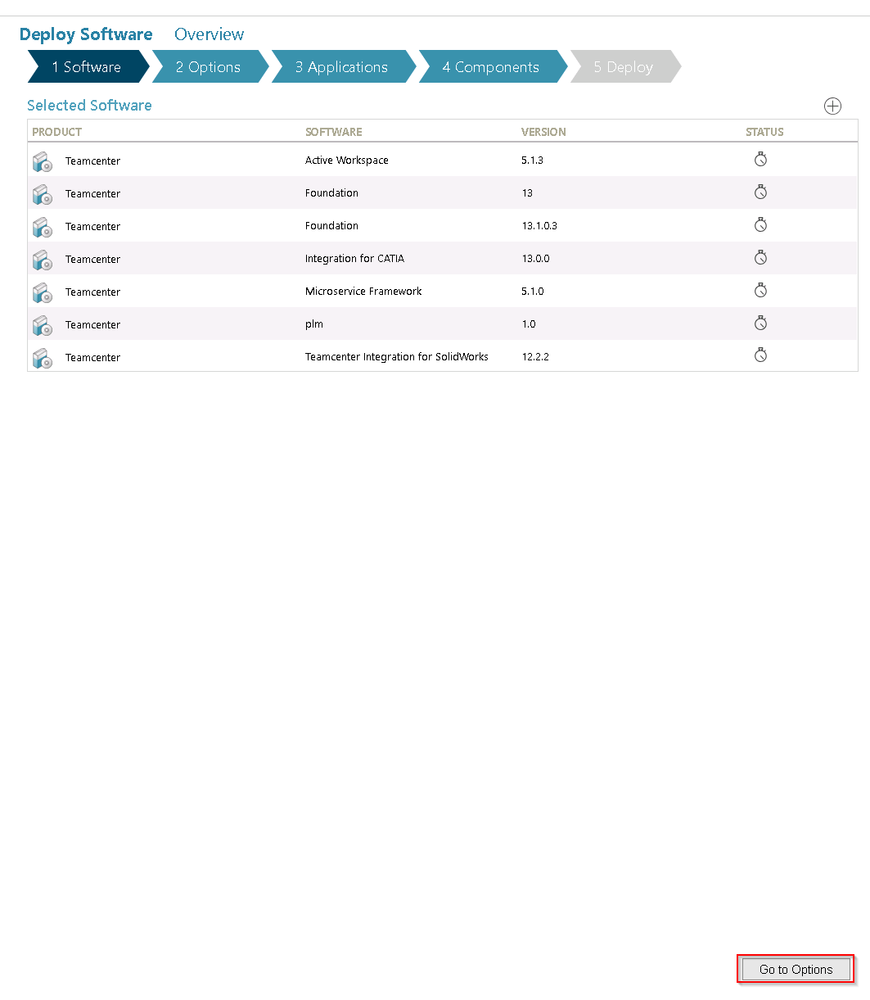 Deploy Software Overview
1 Software 2 Options 3 Applications 4 Components 5 Deploy
Selected Software
PRODUCT SOFTWARE VERSION STATUS
Teamcenter Active Workspace 5.1.3
Teamcenter Foundation 13
Teamcenter Foundation 13.1.0.3
Teamcenter Integration for CATIA 13.0.0
Teamcenter Microservice Framework 5.1.0
Teamcenter plm 1.0
Teamcenter Teamcenter Integration for SolidWorks 12.2.2
Go to Options